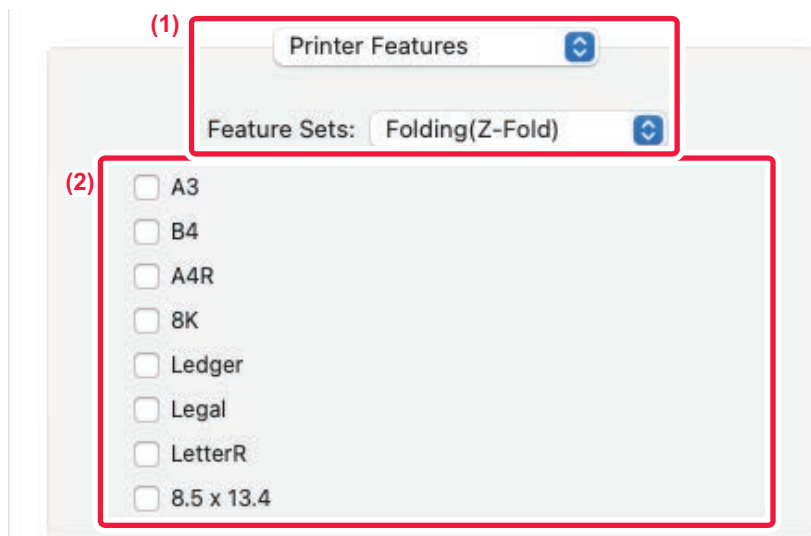 (1)
Printer Features
Feature Sets: Folding(Z-Fold)
(2)
A3
B4
A4R
8K
Ledger
Legal
LetterR
8.5 x 13.4